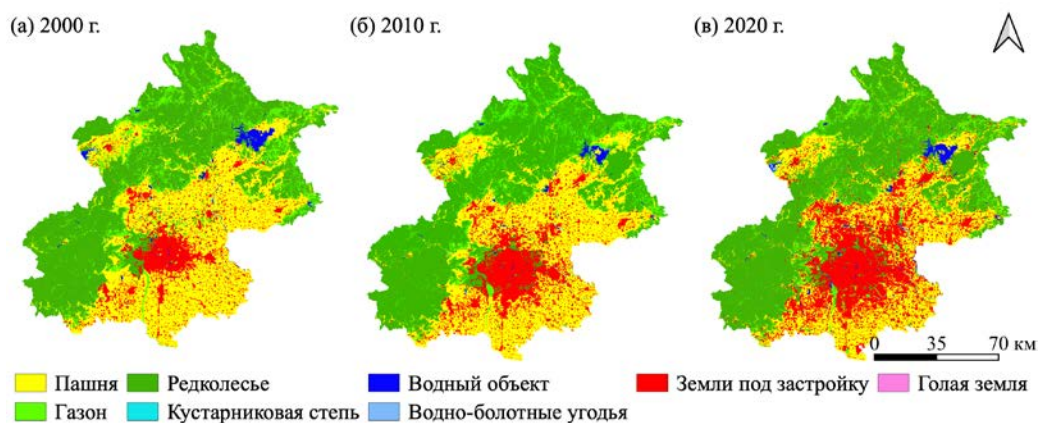 (а) 2000 г.
(б) 2010 г.
(в) 2020 г.
0 35 70 км
Пашня
Редколесье
Водный объект
Земли под застройку
Голая земля
Газон
Кустарниковая степь
Водно-болотные угодья